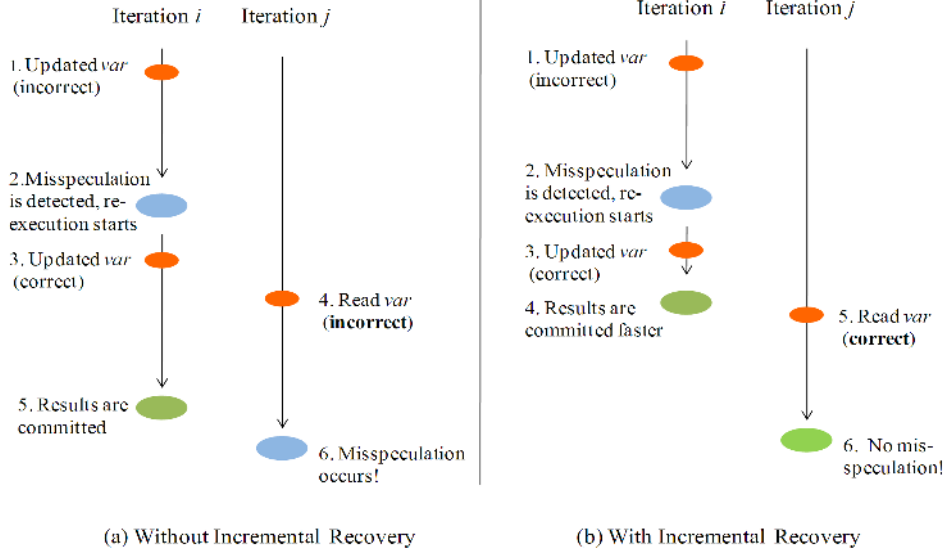 Iteration i
Iteration j
1. Updated var
(incorrect)
2.Misspeculation
is detected, re-
execution starts
3. Updated var
(correct)
4. Read var
(incorrect)
5. Results are
committed
6. Misspeculation
occurs!
(a) Without Incremental Recovery
Iteration i
Iteration j
1. Updated var
(incorrect)
2. Misspeculation
is detected, re-
execution starts
3. Updated var
(correct)
4. Results are
committed faster
5. Read var
(correct)
6. No mis-
speculation!
(b) With Incremental Recovery